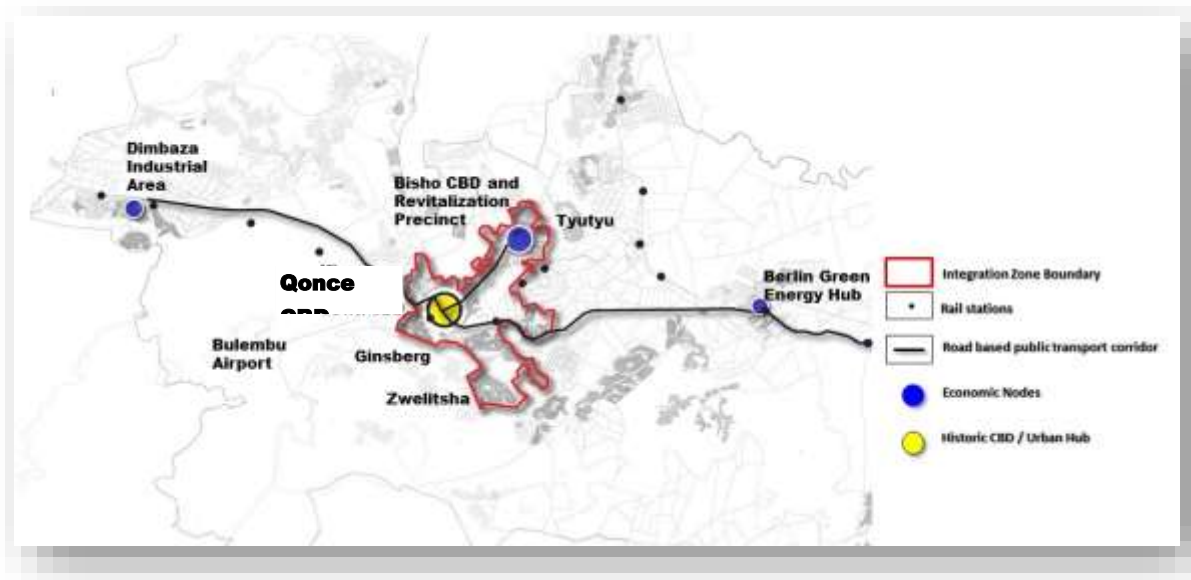 Dimbaza
Industrial
Area
Bisho CBD and
Revitalization
Precinct
Tyutyu
Qonce
Berlin Green
Energy Hub
Bulembu
Airport
Ginsberg
Zwelitsha
Integration Zone Boundary
Rail stations
Road based public transport corridor
Economic Nodes
Historic CBD / Urban Hub